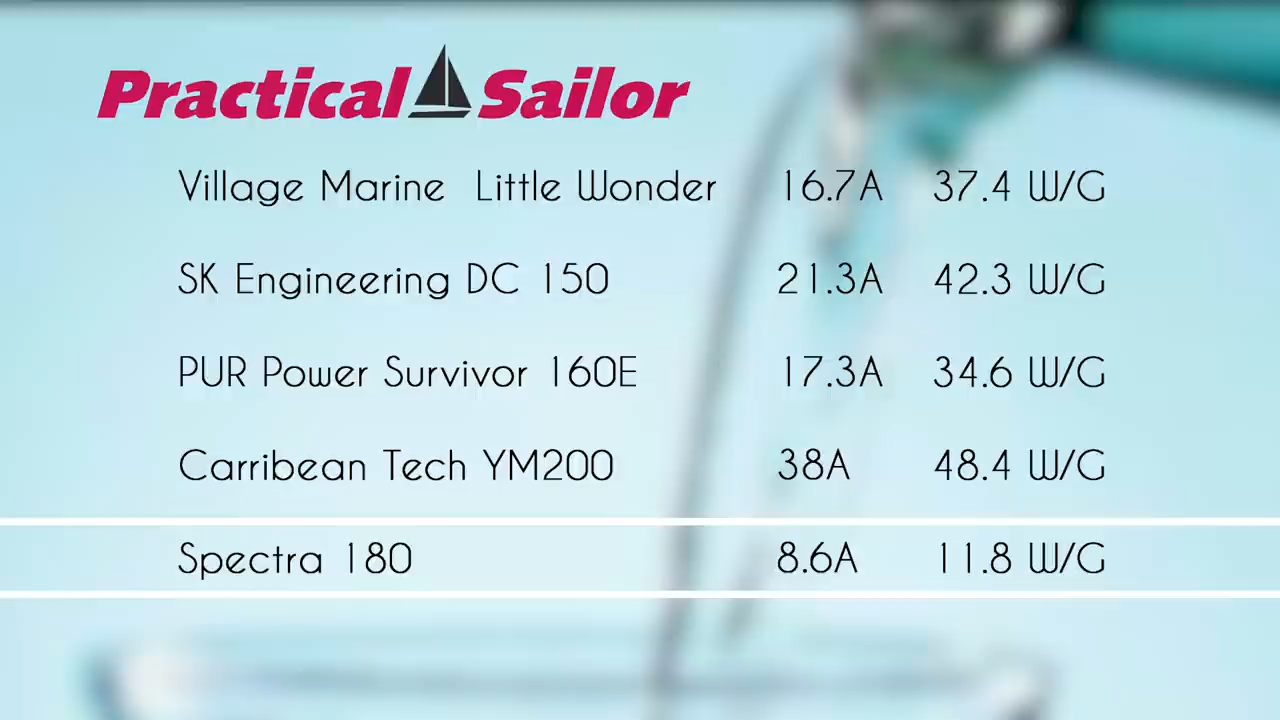 Practical Sailor
Village Marine Little Wonder 16.7A 37.4 W/G
SK Engineering DC 150 21.3A 42.3 W/G
PUR Power Survivor 160E 17.3A 34.6 W/G
Carribean Tech YM200 38A 48.4 W/G
Spectra 180 8.6A 11.8 W/G